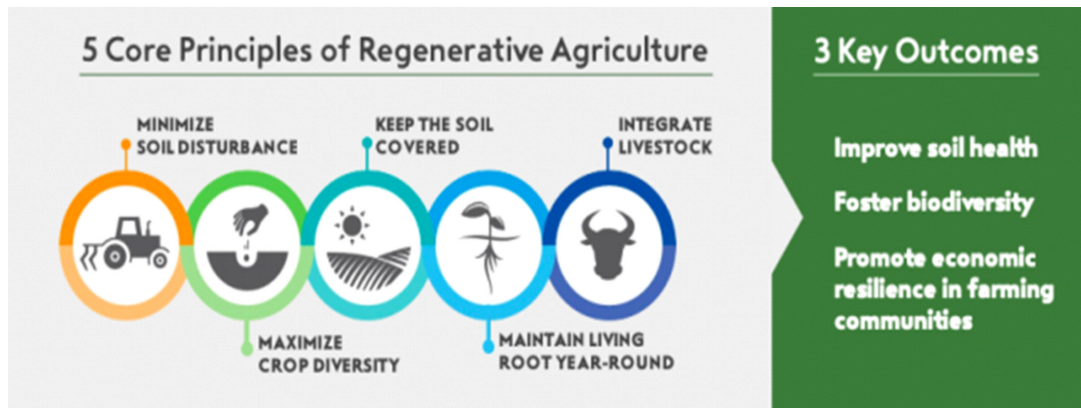 5 Core Principles of Regenerative Agriculture
MINIMIZE
SOIL DISTURBANCE
MAXIMIZE
CROP DIVERSITY
KEEP THE SOIL
COVERED
MAINTAIN LIVING
ROOT YEAR-ROUND
INTEGRATE
LIVESTOCK
3 Key Outcomes
Improve soil health
Foster biodiversity
Promote economic
resilience in farming
communities